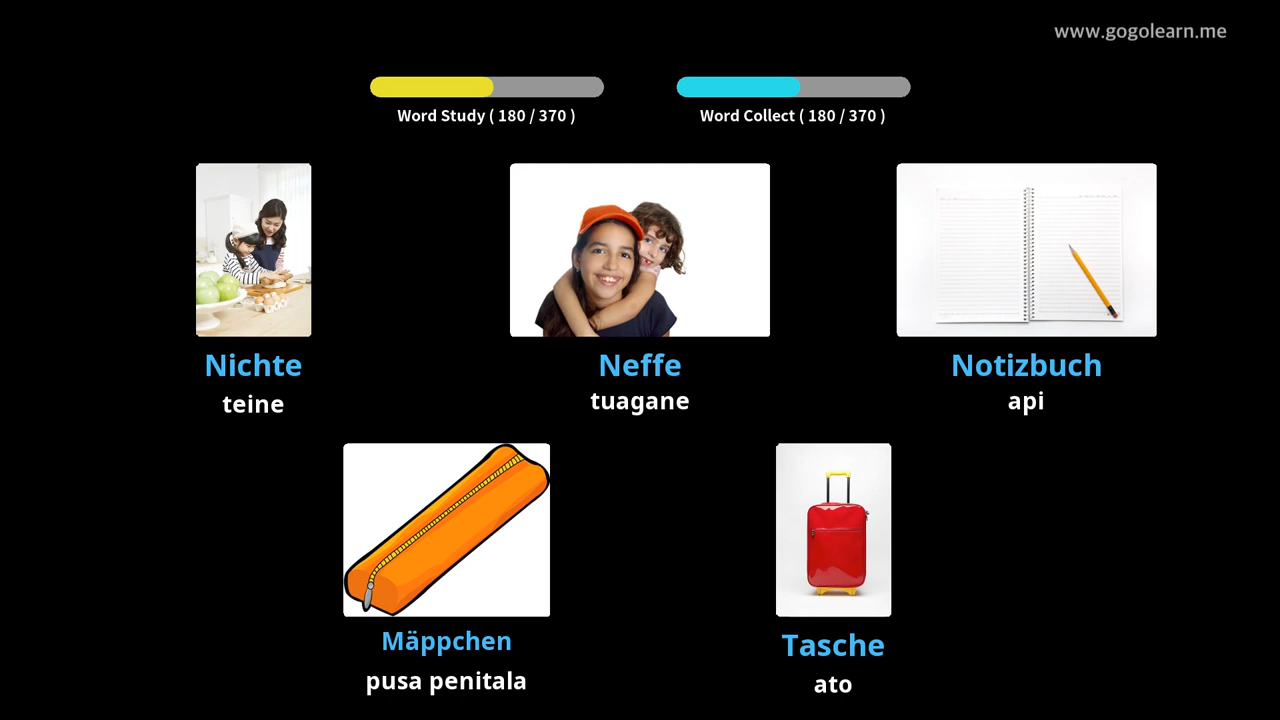 www.gogolearn.me
Word Study ( 180 / 370 )
Word Collect ( 180 / 370 )
Nichte
teine
Neffe
tuagane
Notizbuch
api
Mäppchen
pusa penitala
Tasche
ato